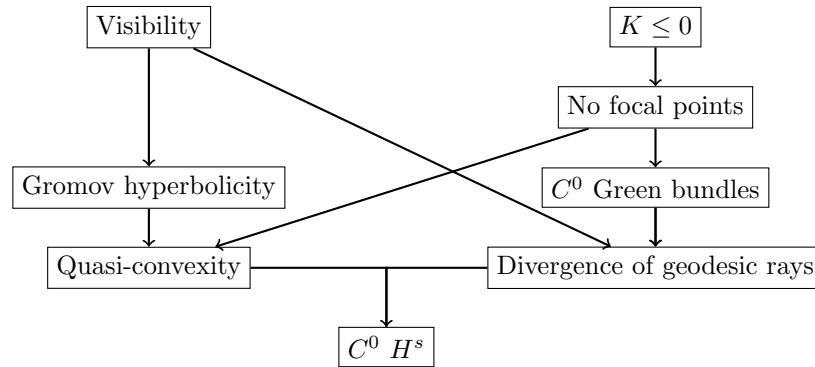 Visibility
K ≤ 0
No focal points
Gromov hyperbolicity
C⁰ Green bundles
Quasi-convexity
Divergence of geodesic rays
C⁰ Hˢ